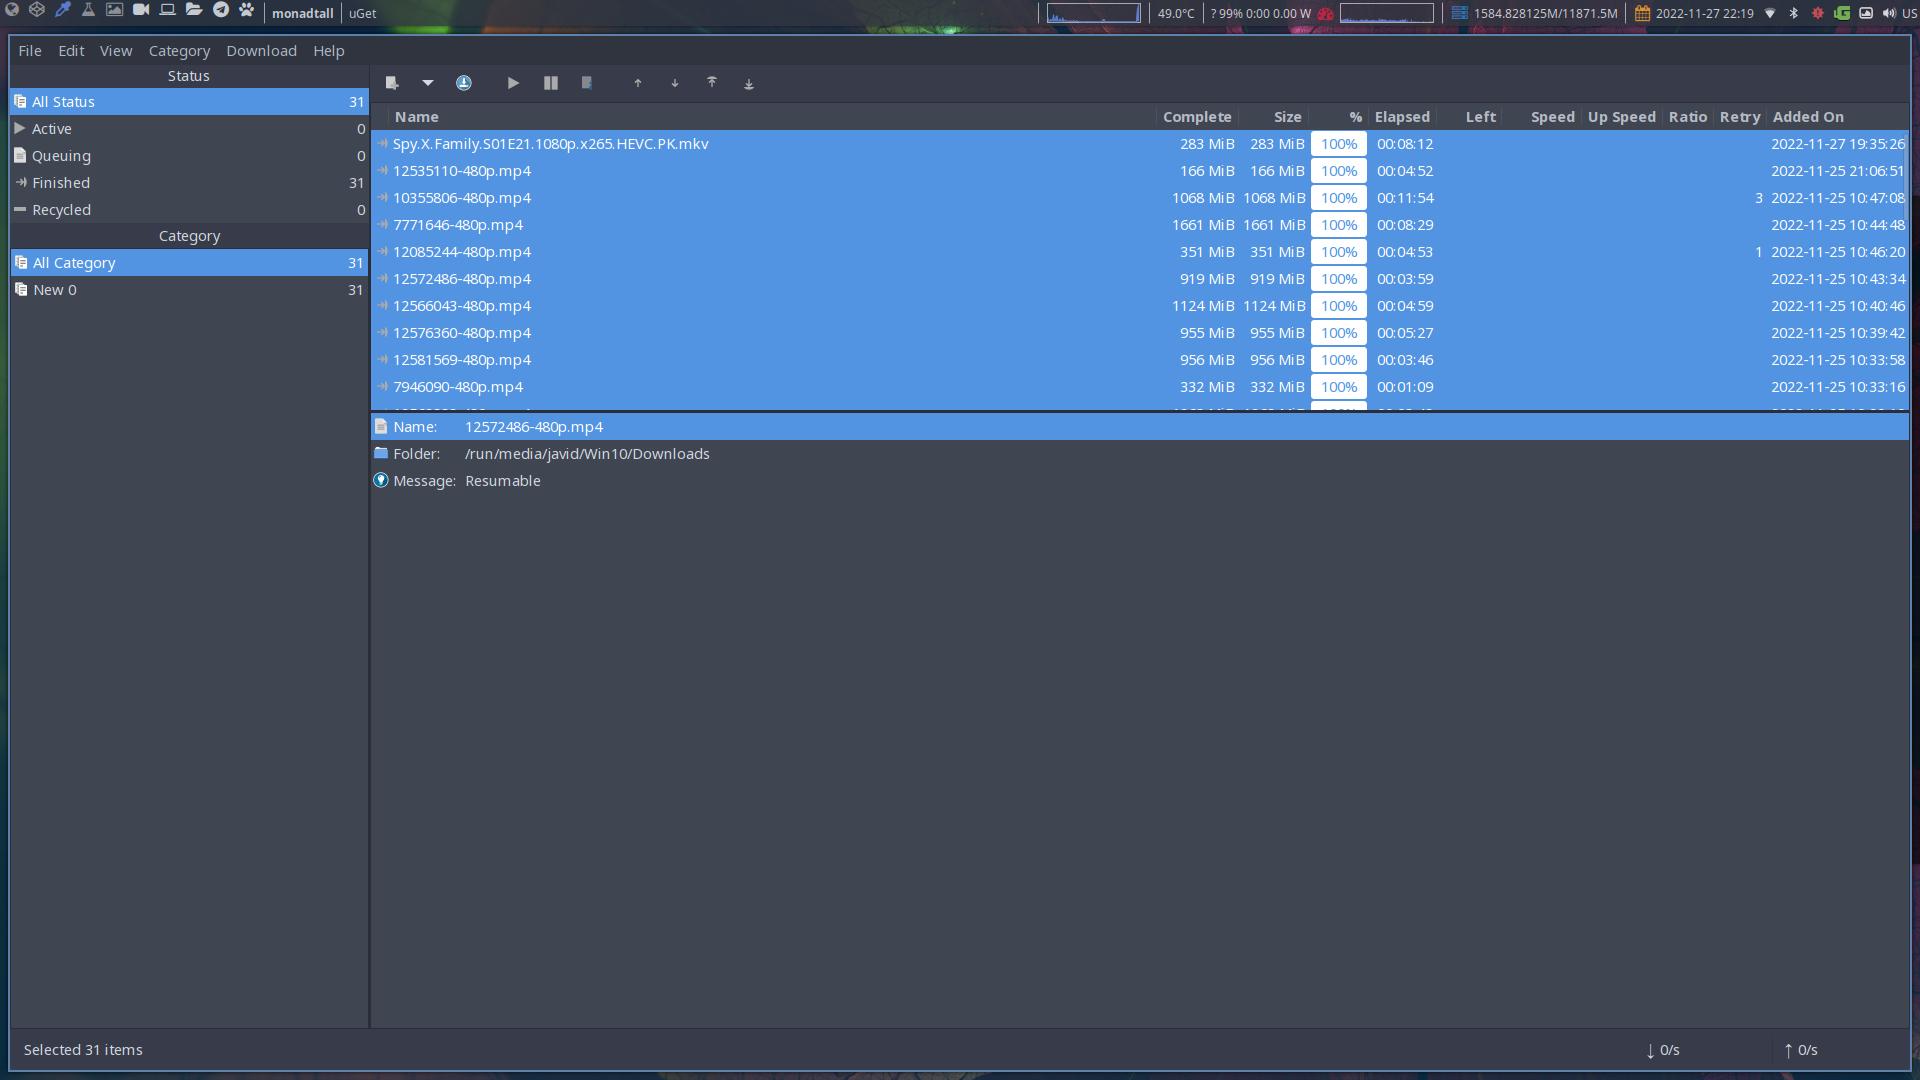 monadtall uGet 49.0°C ? 99% 0:00 0.00 W 1584.828125M/11871.5M 2022-11-27 22:19 US
File Edit View Category Download Help
Status
All Status 31
Active 0
Queuing 0
Finished 31
Recycled 0
Category
All Category 31
New 0 31
Name Complete Size % Elapsed Left Speed Up Speed Ratio Retry Added On
Spy.X.Family.S01E21.1080p.x265.HEVC.PK.mkv 283 MiB 283 MiB 100% 00:08:12 2022-11-27 19:35:26
12535110-480p.mp4 166 MiB 166 MiB 100% 00:04:52 2022-11-25 21:06:51
10355806-480p.mp4 1068 MiB 1068 MiB 100% 00:11:54 3 2022-11-25 10:47:08
7771646-480p.mp4 1661 MiB 1661 MiB 100% 00:08:29 2022-11-25 10:44:48
12085244-480p.mp4 351 MiB 351 MiB 100% 00:04:53 1 2022-11-25 10:46:20
12572486-480p.mp4 919 MiB 919 MiB 100% 00:03:59 2022-11-25 10:43:34
12566043-480p.mp4 1124 MiB 1124 MiB 100% 00:04:59 2022-11-25 10:40:46
12576360-480p.mp4 955 MiB 955 MiB 100% 00:05:27 2022-11-25 10:39:42
12581569-480p.mp4 956 MiB 956 MiB 100% 00:03:46 2022-11-25 10:33:58
7946090-480p.mp4 332 MiB 332 MiB 100% 00:01:09 2022-11-25 10:33:16
Name: 12572486-480p.mp4
Folder: /run/media/javid/Win10/Downloads
Message: Resumable
Selected 31 items ↓ 0/s ↑ 0/s